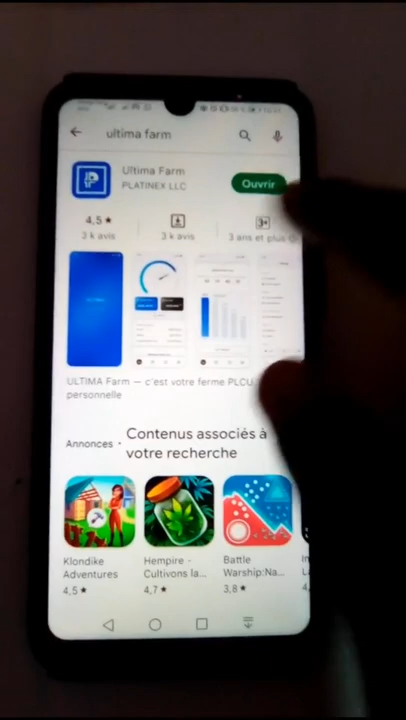 ultima farm
Ultima Farm
PLATINEX LLC
Ouvrir
4,5 ★
3 k avis
3 k avis
3+
3 ans et plus
ULTIMA Farm — c'est votre ferme PLCU
personnelle
Annonces · Contenus associés à
votre recherche
Klondike
Adventures
4,5 ★
Hempire -
Cultivons la...
4,7 ★
Battle
Warship:Na...
3,8 ★